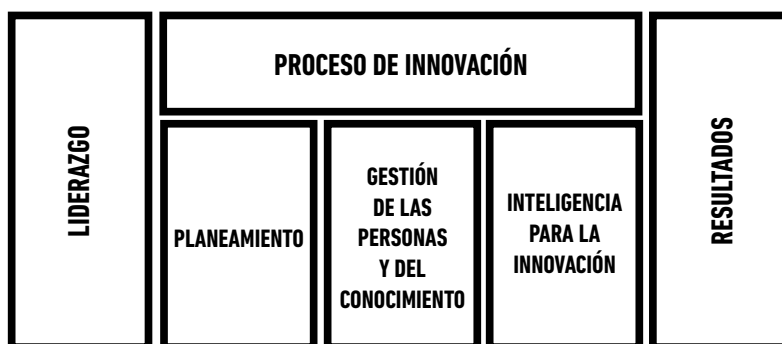 LIDERAZGO
PROCESO DE INNOVACIÓN
PLANEAMIENTO
GESTIÓN
DE LAS
PERSONAS
Y DEL
CONOCIMIENTO
INTELIGENCIA
PARA LA
INNOVACIÓN
RESULTADOS